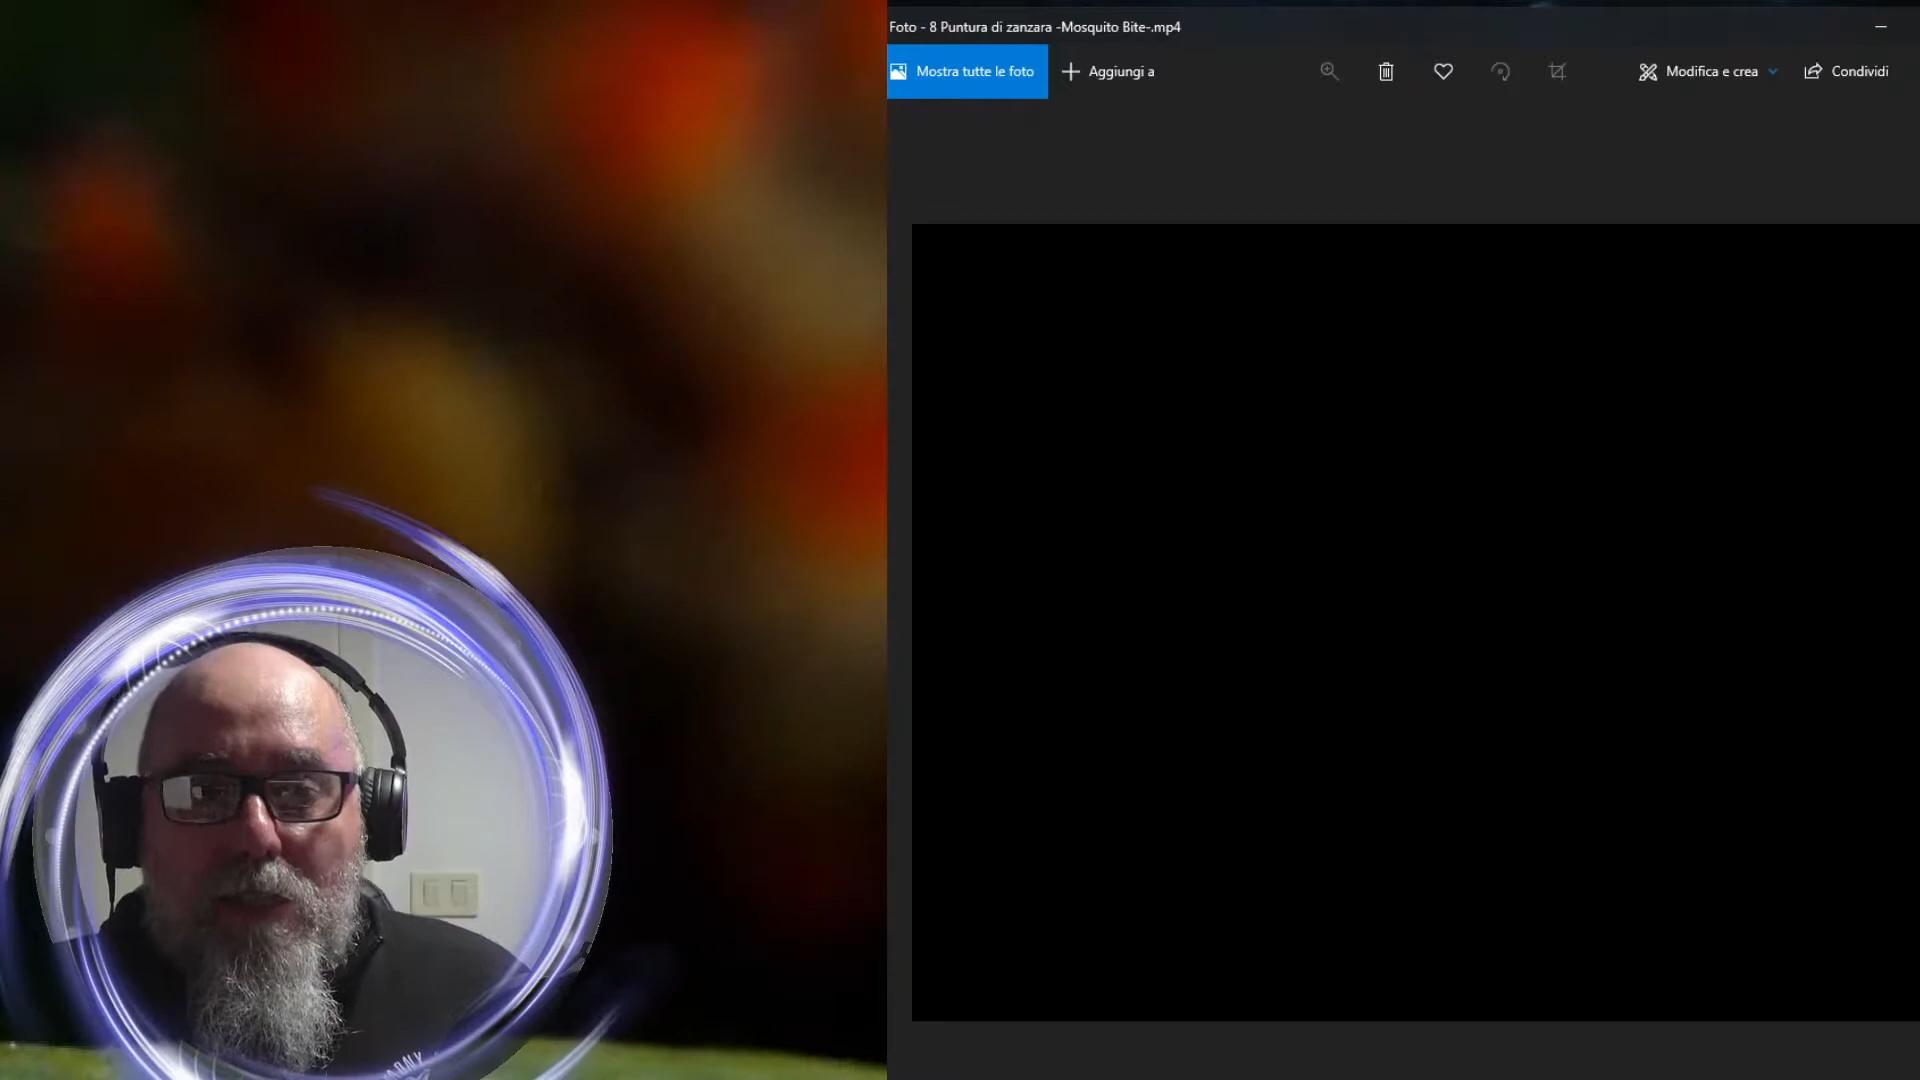 Foto - 8 Puntura di zanzara -Mosquito Bite-.mp4
Mostra tutte le foto
Aggiungi a
Modifica e crea
Condividi